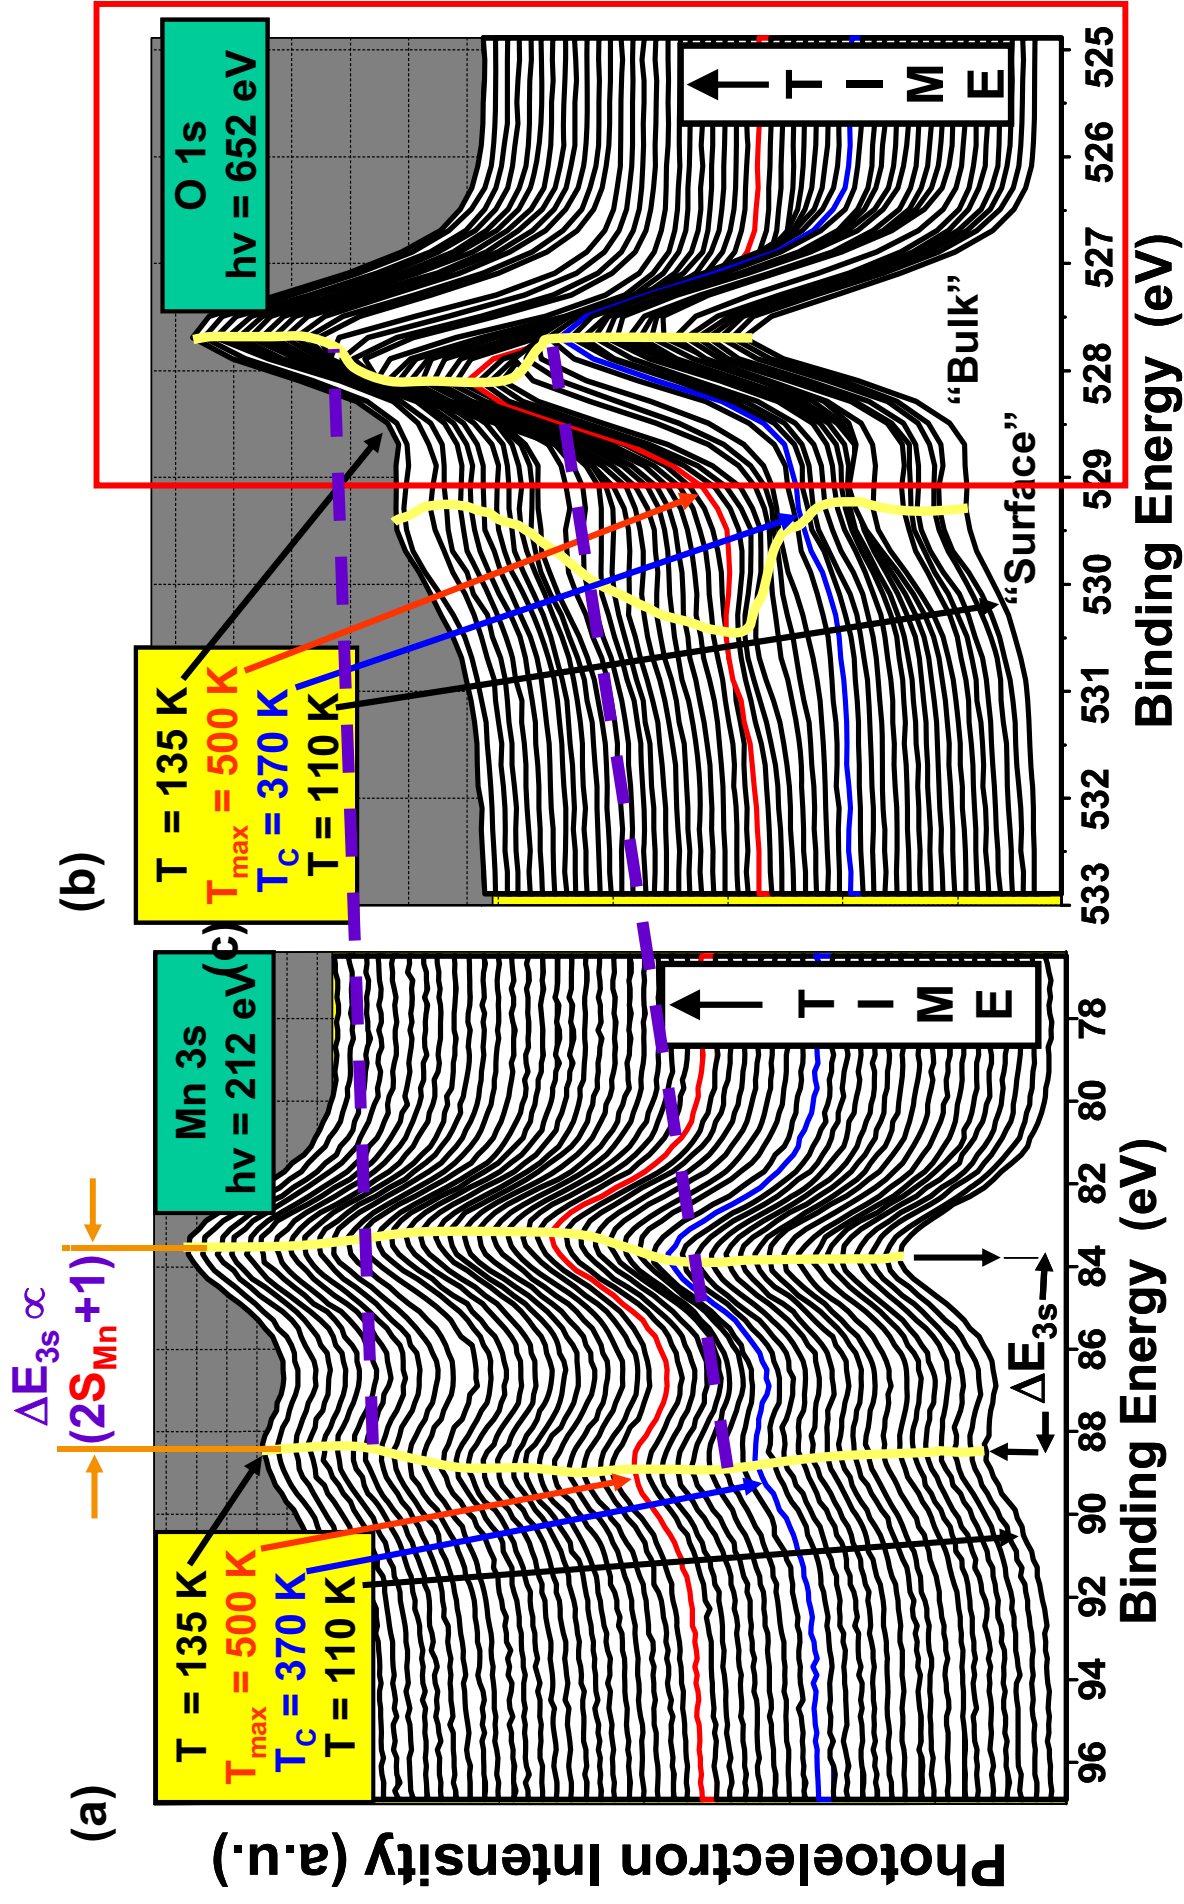 (a)
ΔE3s ∝
(2SMn +1)
Mn 3s
hν = 212 eV
T = 135 K
Tmax = 500 K
TC = 370 K
T = 110 K
T
I
M
E
ΔE3s
96
94
92
90
88
86
84
82
80
78
Binding Energy (eV)
Photoelectron Intensity (a.u.)
(b)
(c)
O 1s
hν = 652 eV
T = 135 K
Tmax = 500 K
TC = 370 K
T = 110 K
T
I
M
E
“Surface”
“Bulk”
533
532
531
530
529
528
527
526
525
Binding Energy (eV)